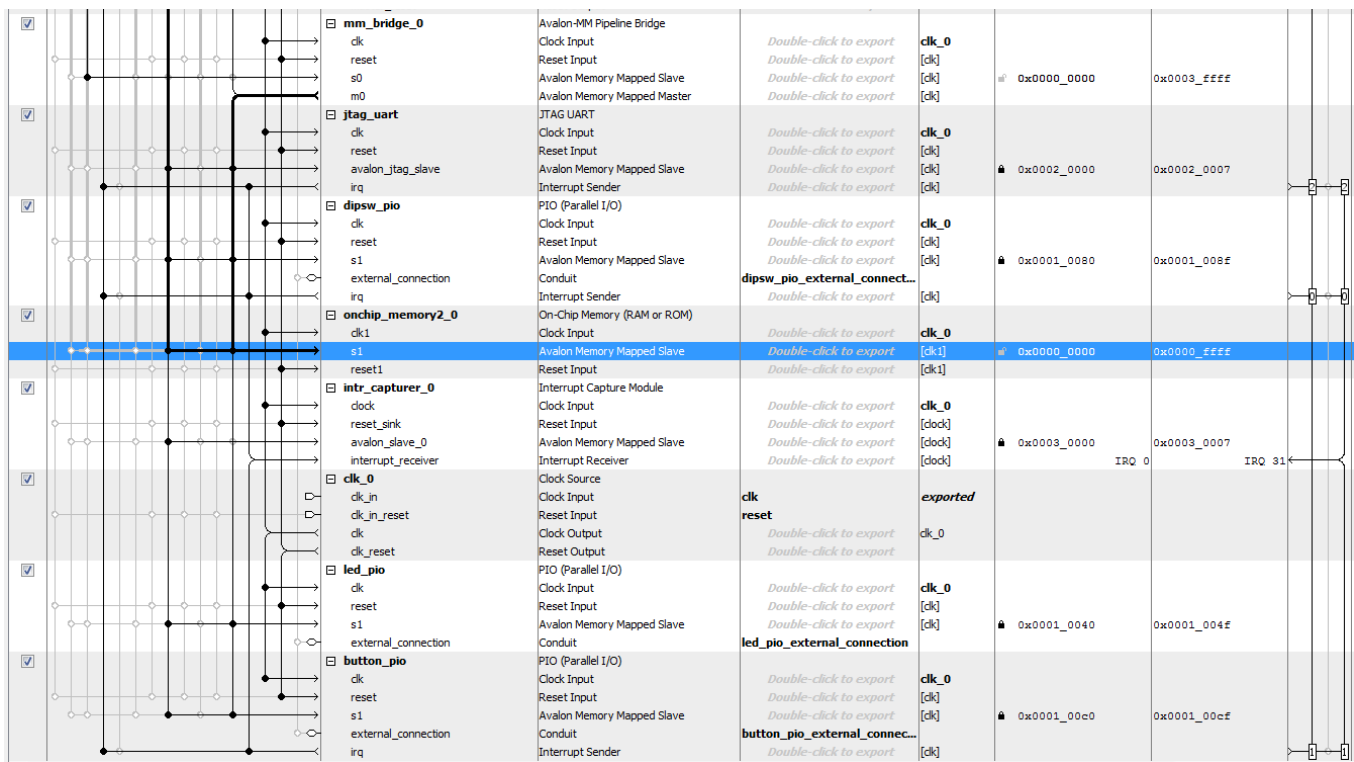 mm_bridge_0 Avalon-MM Pipeline Bridge
clk Clock Input Double-click to export clk_0
reset Reset Input Double-click to export [clk]
s0 Avalon Memory Mapped Slave Double-click to export [clk] 0x0000_0000 0x0003_ffff
m0 Avalon Memory Mapped Master Double-click to export [clk]
jtag_uart JTAG UART
clk Clock Input Double-click to export clk_0
reset Reset Input Double-click to export [clk]
avalon_jtag_slave Avalon Memory Mapped Slave Double-click to export [clk] 0x0002_0000 0x0002_0007
irq Interrupt Sender Double-click to export [clk] 2 2
dipsw_pio PIO (Parallel I/O)
clk Clock Input Double-click to export clk_0
reset Reset Input Double-click to export [clk]
s1 Avalon Memory Mapped Slave Double-click to export [clk] 0x0001_0080 0x0001_008f
external_connection Conduit dipsw_pio_external_connect...
irq Interrupt Sender Double-click to export [clk] 0 0
onchip_memory2_0 On-Chip Memory (RAM or ROM)
clk1 Clock Input Double-click to export clk_0
s1 Avalon Memory Mapped Slave Double-click to export [clk1] 0x0000_0000 0x0000_ffff
reset1 Reset Input Double-click to export [clk1]
intr_capturer_0 Interrupt Capture Module
clock Clock Input Double-click to export clk_0
reset_sink Reset Input Double-click to export [clock]
avalon_slave_0 Avalon Memory Mapped Slave Double-click to export [clock] 0x0003_0000 0x0003_0007
interrupt_receiver Interrupt Receiver Double-click to export [clock] IRQ 0 IRQ 31
clk_0 Clock Source
clk_in Clock Input clk exported
clk_in_reset Reset Input reset
clk Clock Output Double-click to export clk_0
clk_reset Reset Output Double-click to export
led_pio PIO (Parallel I/O)
clk Clock Input Double-click to export clk_0
reset Reset Input Double-click to export [clk]
s1 Avalon Memory Mapped Slave Double-click to export [clk] 0x0001_0040 0x0001_004f
external_connection Conduit led_pio_external_connection
button_pio PIO (Parallel I/O)
clk Clock Input Double-click to export clk_0
reset Reset Input Double-click to export [clk]
s1 Avalon Memory Mapped Slave Double-click to export [clk] 0x0001_00c0 0x0001_00cf
external_connection Conduit button_pio_external_connec...
irq Interrupt Sender Double-click to export [clk] 1 1